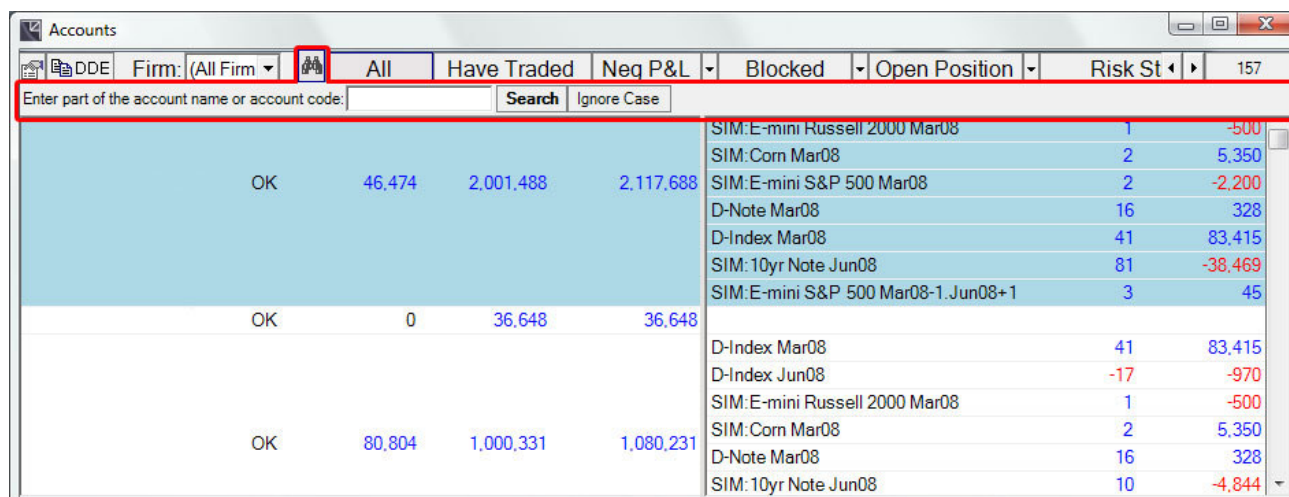 Accounts
DDE Firm: (All Firm All Have Traded Neg P&L Blocked Open Position Risk St 157
Enter part of the account name or account code: Search Ignore Case
SIM:E-mini Russell 2000 Mar08 1 -500
SIM:Corn Mar08 2 5,350
OK 46,474 2,001,488 2,117,688 SIM:E-mini S&P 500 Mar08 2 -2,200
D-Note Mar08 16 328
D-Index Mar08 41 83,415
SIM:10yr Note Jun08 81 -38,469
SIM:E-mini S&P 500 Mar08-1.Jun08+1 3 45
OK 0 36,648 36,648
D-Index Mar08 41 83,415
D-Index Jun08 -17 -970
SIM:E-mini Russell 2000 Mar08 1 -500
SIM:Corn Mar08 2 5,350
OK 80,804 1,000,331 1,080,231
D-Note Mar08 16 328
SIM:10yr Note Jun08 10 -4,844